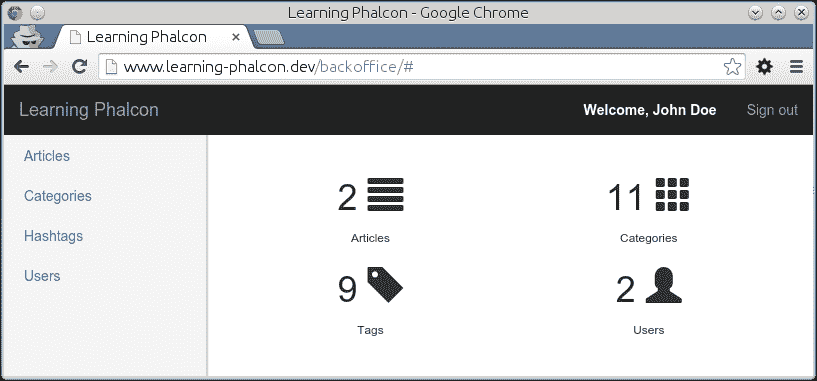 Learning Phalcon - Google Chrome
Learning Phalcon
www.learning-phalcon.dev/backoffice/#
Learning Phalcon Welcome, John Doe Sign out
Articles
Categories
Hashtags
Users
2 11
Articles Categories
9 2
Tags Users